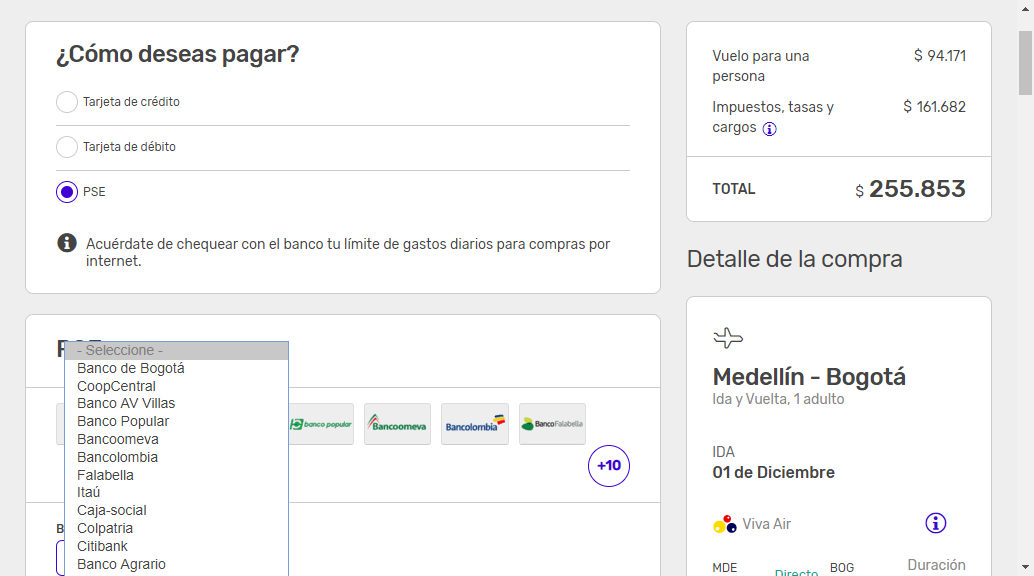 ¿Cómo deseas pagar?
Tarjeta de crédito
Tarjeta de débito
PSE
Acuérdate de chequear con el banco tu límite de gastos diarios para compras por
internet.
- Seleccione -
Banco de Bogotá
CoopCentral
Banco AV Villas
Banco Popular
Bancoomeva
Bancolombia
Falabella
Itaú
Caja-social
Colpatria
Citibank
Banco Agrario
banco popular
Bancoomeva
Bancolombia
Banco Falabella
+10
Vuelo para una
persona
$ 94.171
Impuestos, tasas y
cargos
$ 161.682
TOTAL
$ 255.853
Detalle de la compra
Medellín - Bogotá
Ida y Vuelta, 1 adulto
IDA
01 de Diciembre
Viva Air
MDE
Directo
BOG
Duración